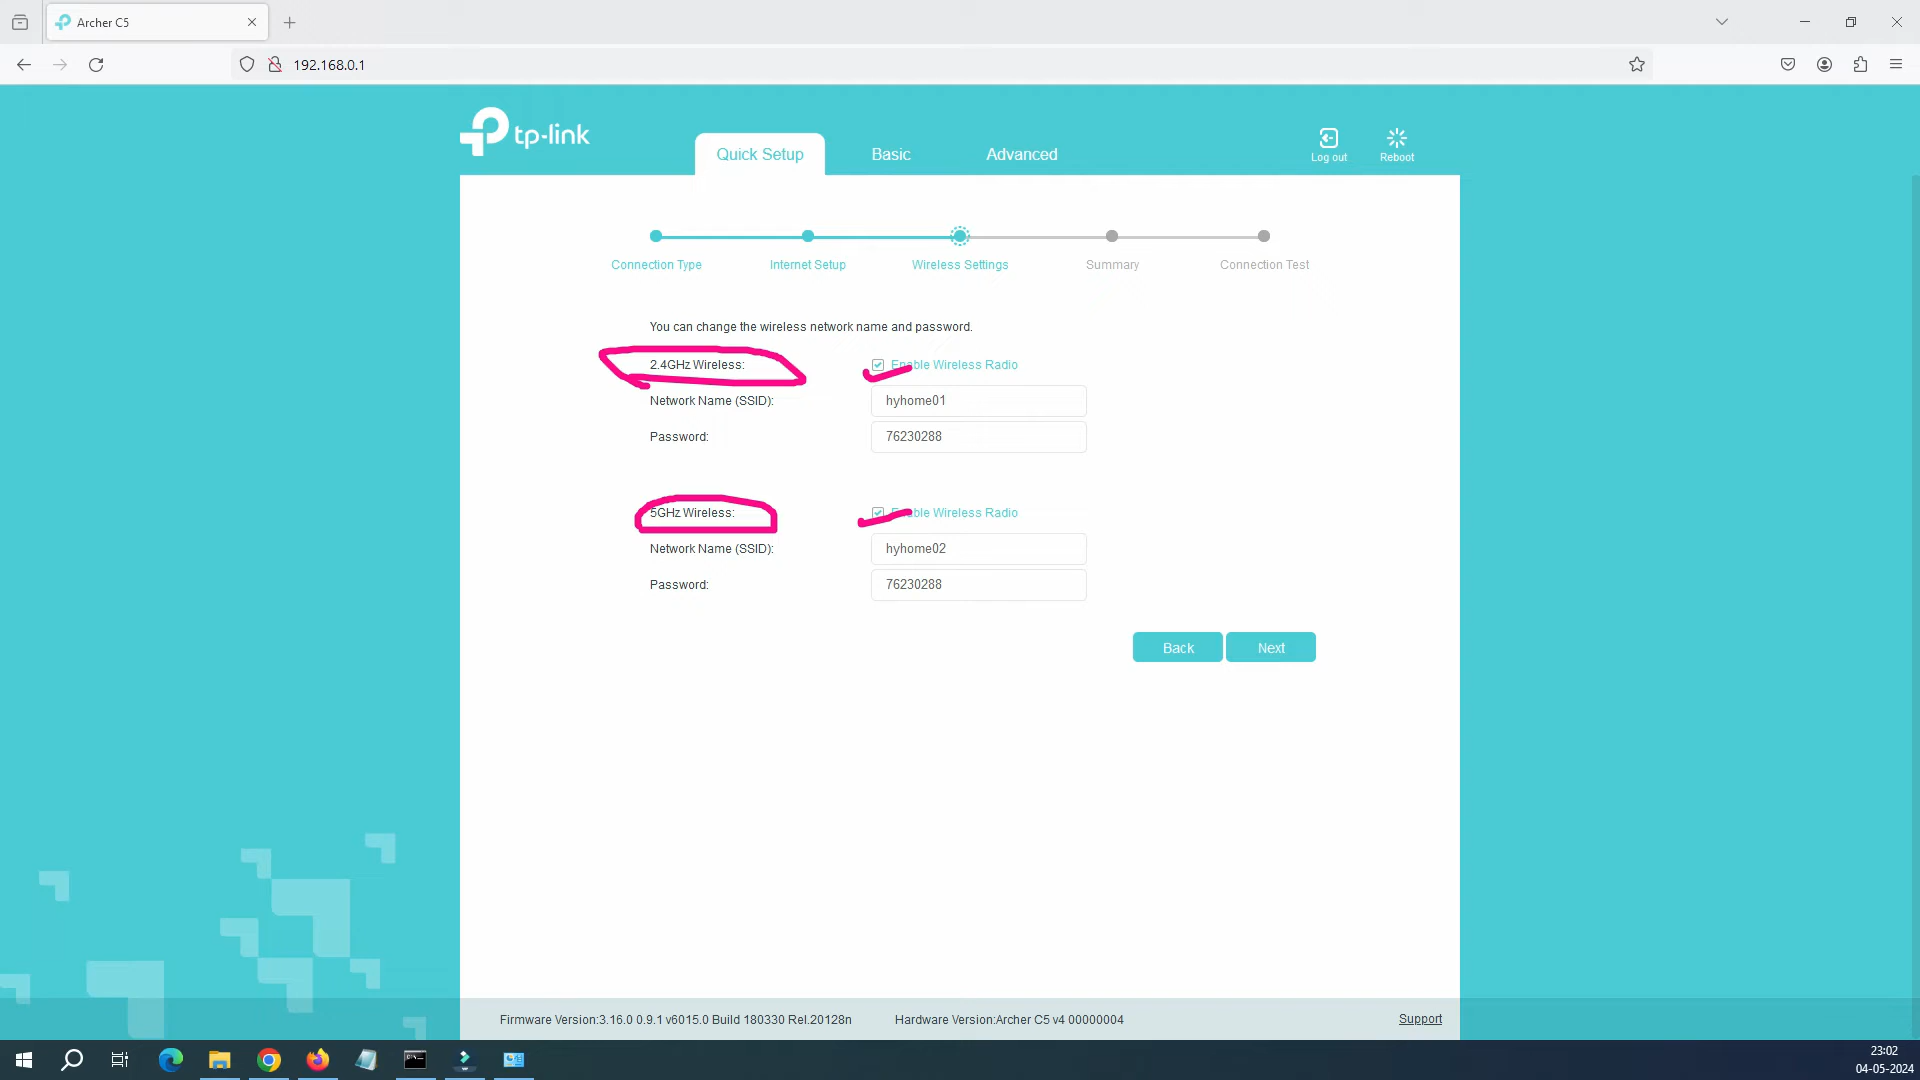 Archer C5
192.168.0.1
tp-link
Quick Setup
Basic
Advanced
Log out
Reboot
Connection Type
Internet Setup
Wireless Settings
Summary
Connection Test
You can change the wireless network name and password.
2.4GHz Wireless:
Enable Wireless Radio
Network Name (SSID):
hyhome01
Password:
76230288
5GHz Wireless:
Enable Wireless Radio
Network Name (SSID):
hyhome02
Password:
76230288
Back
Next
Firmware Version:3.16.0 0.9.1 v6015.0 Build 180330 Rel.20128n
Hardware Version:Archer C5 v4 00000004
Support
23:02
04-05-2024